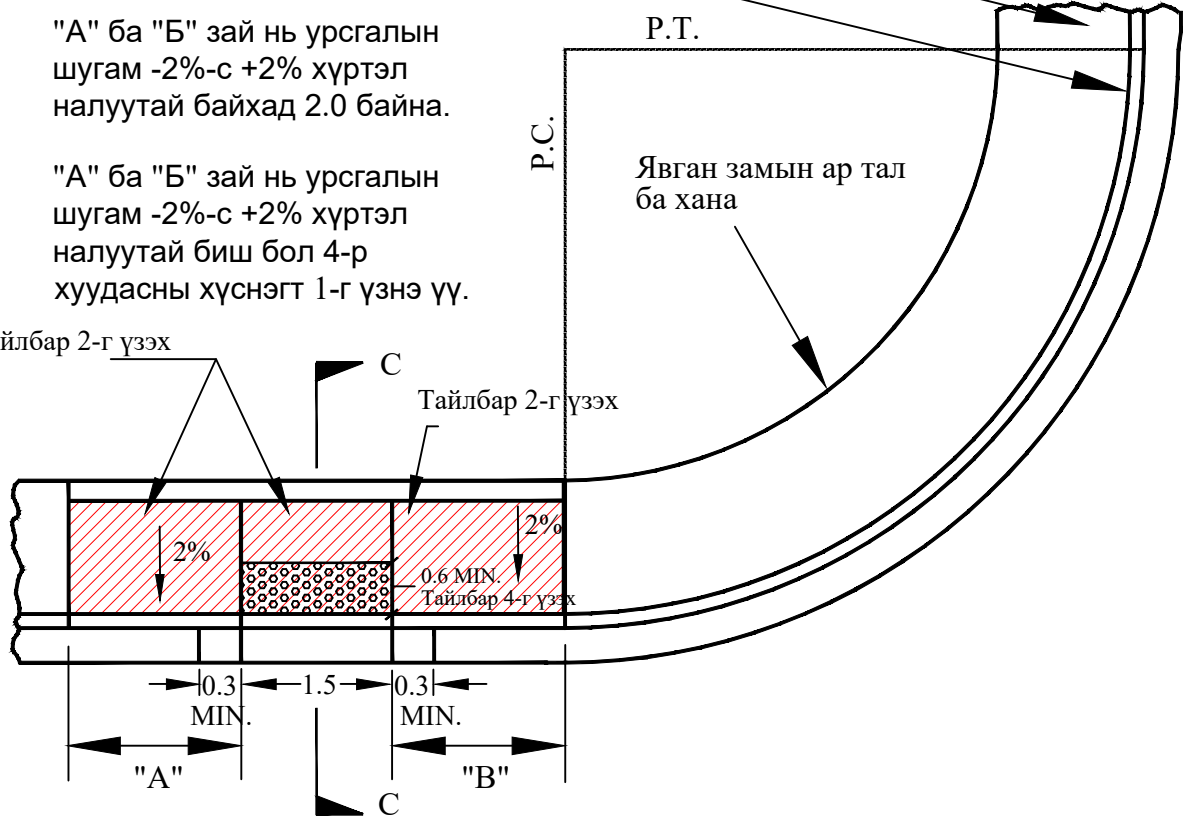 "А" ба "Б" зай нь урсгалын
шугам -2%-с +2% хүртэл
налуутай байхад 2.0 байна.
"А" ба "Б" зай нь урсгалын
шугам -2%-с +2% хүртэл
налуутай биш бол 4-р
хуудасны хүснэгт 1-г үзнэ үү.
P.T.
P.C.
Явган замын ар тал
ба хана
йлбар 2-г үзэх
C
Тайлбар 2-г үзэх
2%
2%
0.6 MIN.
Тайлбар 4-г үзэх
0.3
1.5
0.3
MIN.
MIN.
"A"
"B"
C